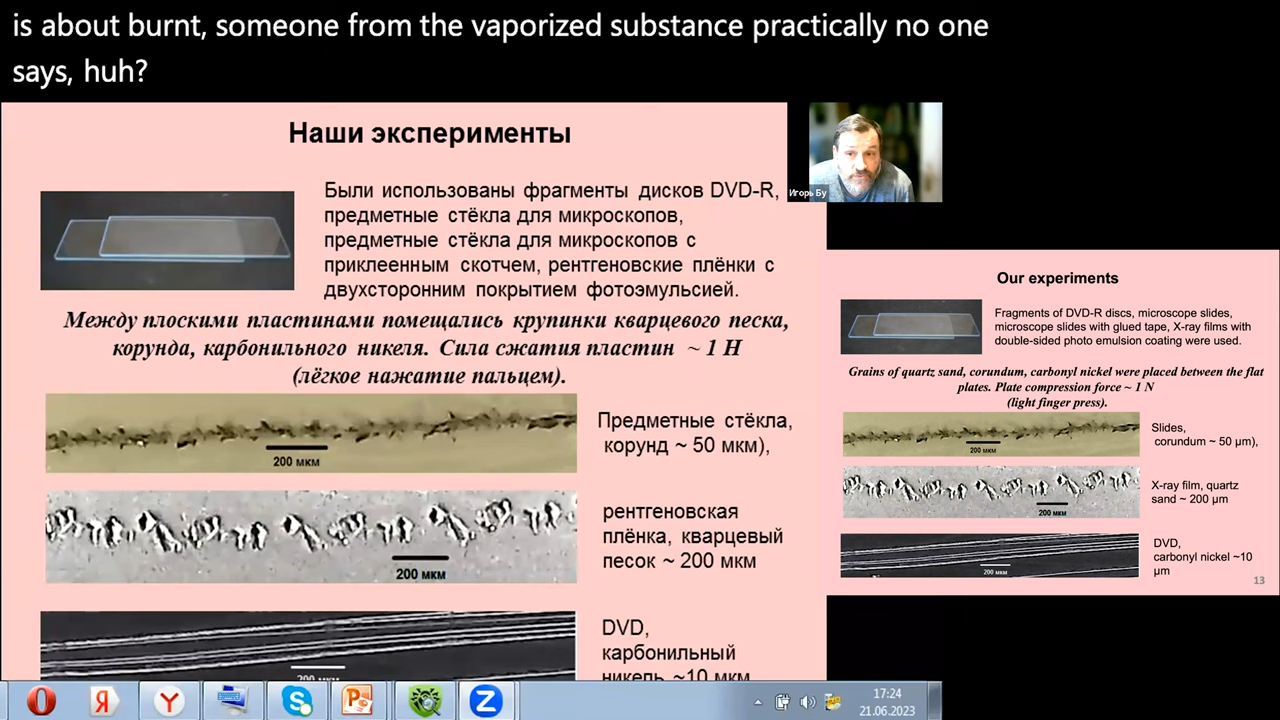 is about burnt, someone from the vaporized substance practically no one
says, huh?
Наши эксперименты
Были использованы фрагменты дисков DVD-R,
предметные стёкла для микроскопов,
предметные стёкла для микроскопов с
приклеенным скотчем, рентгеновские плёнки с
двухсторонним покрытием фотоэмульсией.
Между плоскими пластинами помещались крупинки кварцевого песка,
корунда, карбонильного никеля. Сила сжатия пластин ~ 1 Н
(лёгкое нажатие пальцем).
200 мкм
Предметные стёкла,
корунд ~ 50 мкм),
200 мкм
рентгеновская
плёнка, кварцевый
песок ~ 200 мкм
200 мкм
DVD,
карбонильный
никель ~10 мкм
Игорь Бу
Our experiments
Fragments of DVD-R discs, microscope slides,
microscope slides with glued tape, X-ray films with
double-sided photo emulsion coating were used.
Grains of quartz sand, corundum, carbonyl nickel were placed between the flat
plates. Plate compression force ~ 1 N
(light finger press).
200 мкм
Slides,
corundum ~ 50 µm),
200 мкм
X-ray film, quartz
sand ~ 200 µm
200 мкм
DVD,
carbonyl nickel ~10
µm
13
17:24
21.06.2023